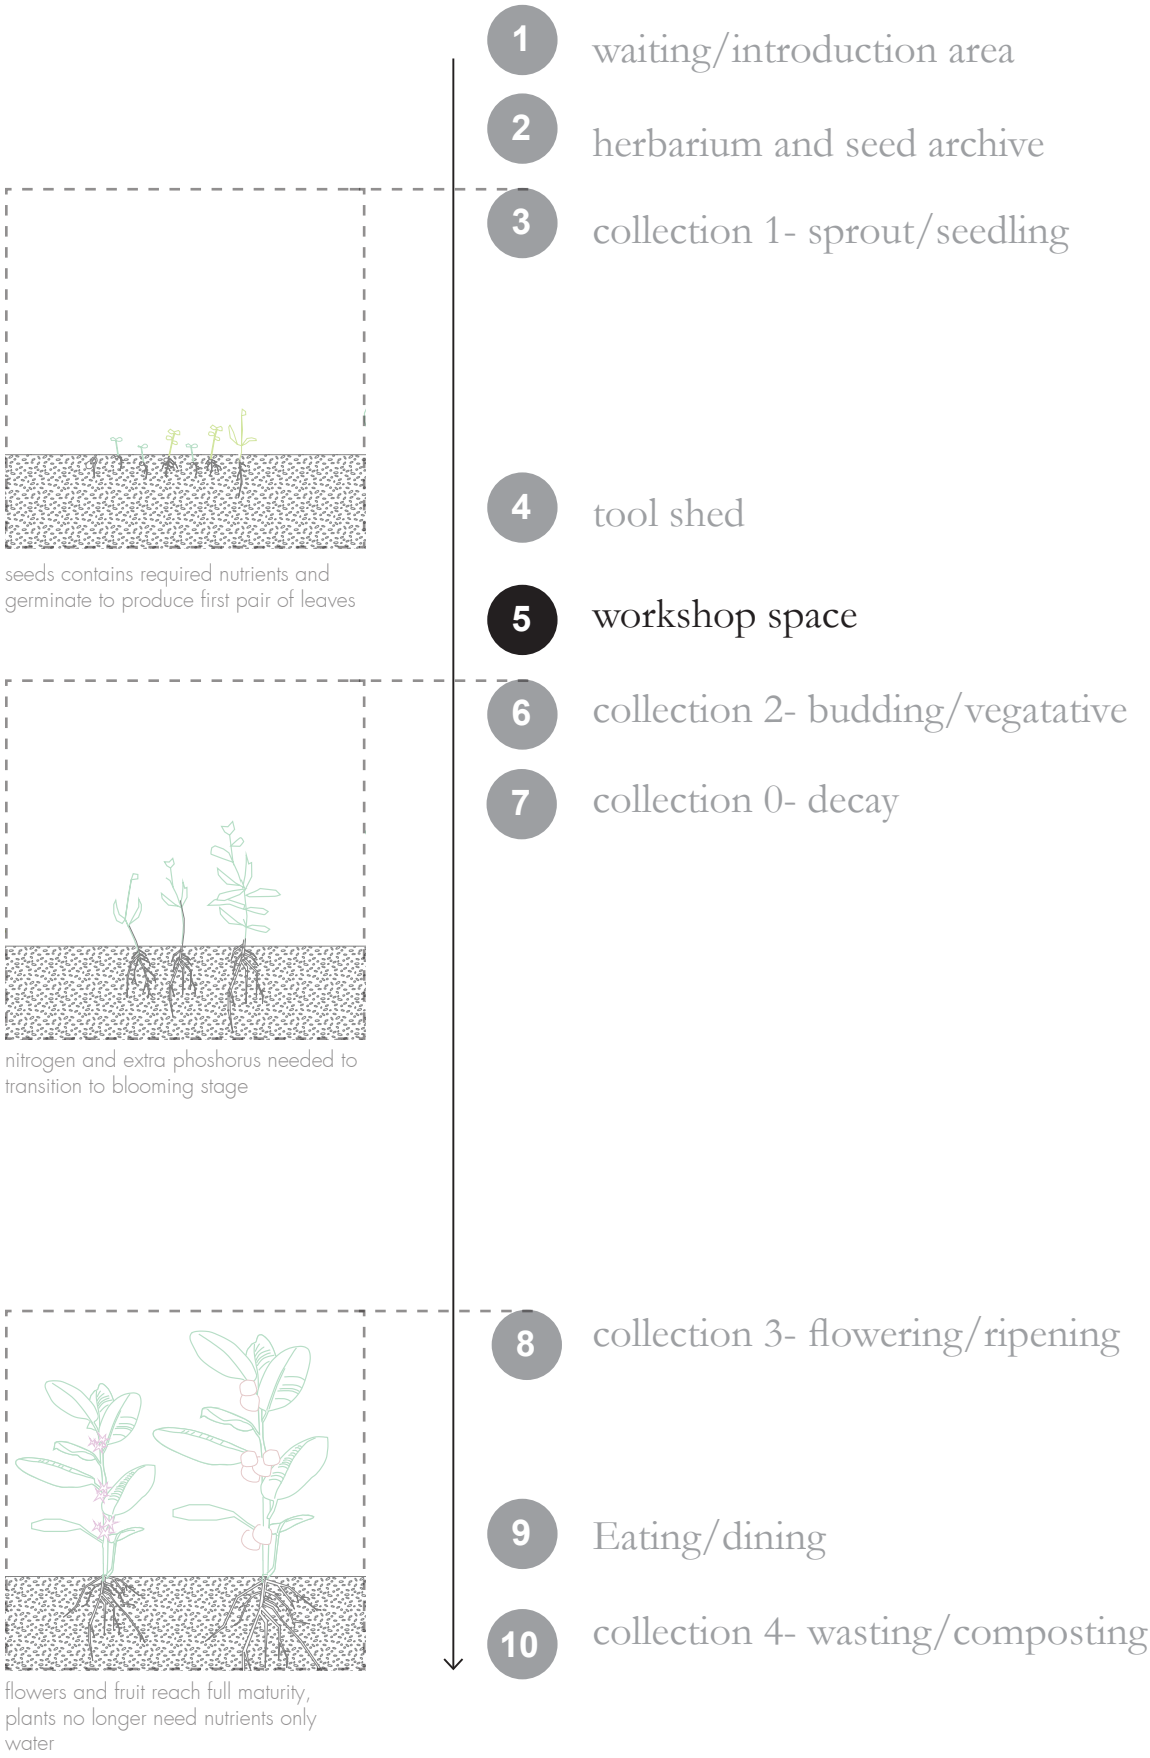 1 waiting/introduction area
2 herbarium and seed archive
3 collection 1- sprout/seedling
seeds contains required nutrients and
germinate to produce first pair of leaves
4 tool shed
5 workshop space
6 collection 2- budding/vegatative
7 collection 0- decay
nitrogen and extra phoshorus needed to
transition to blooming stage
8 collection 3- flowering/ripening
9 Eating/dining
10 collection 4- wasting/composting
flowers and fruit reach full maturity,
plants no longer need nutrients only
water